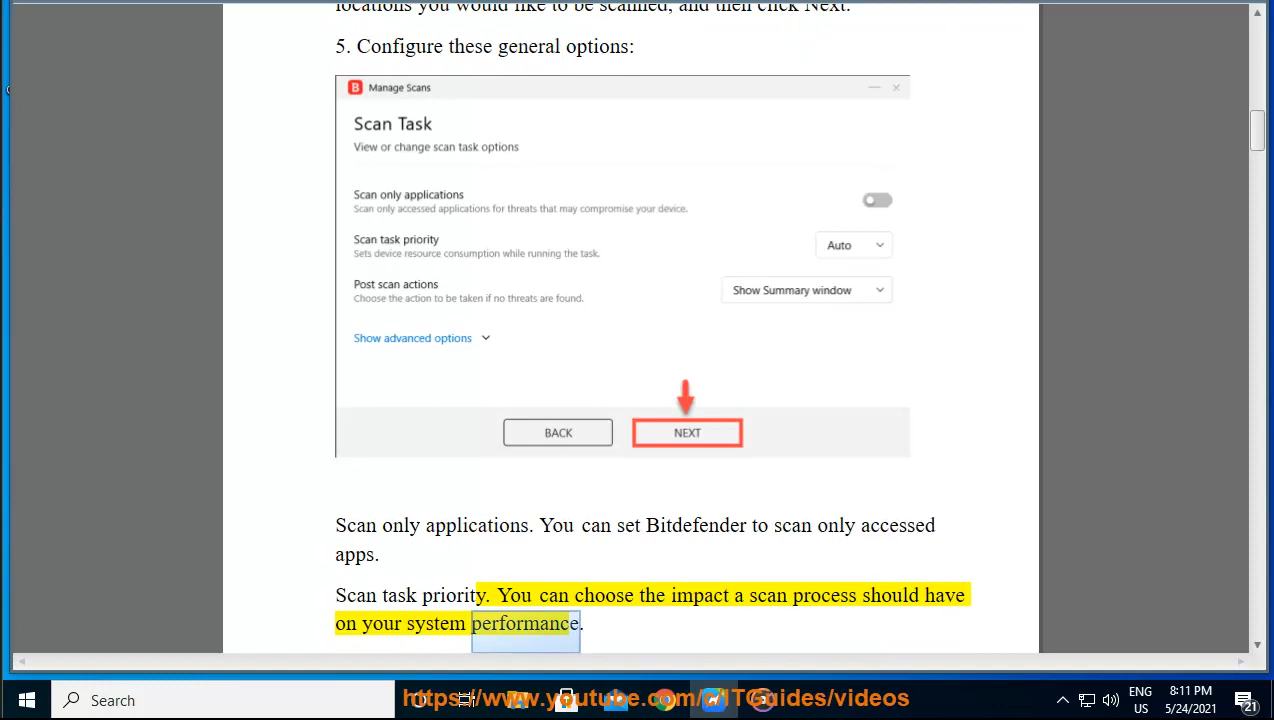 locations you would like to be scanned, and then click Next.
5. Configure these general options:
B Manage Scans
Scan Task
View or change scan task options
Scan only applications
Scan only accessed applications for threats that may compromise your device.
Scan task priority
Sets device resource consumption while running the task.
Auto
Post scan actions
Choose the action to be taken if no threats are found.
Show Summary window
Show advanced options
BACK
NEXT
Scan only applications. You can set Bitdefender to scan only accessed
apps.
Scan task priority. You can choose the impact a scan process should have
on your system performance.
Search
https://www.youtube.com/c/ITGuides/videos
ENG
US
8:11 PM
5/24/2021
21